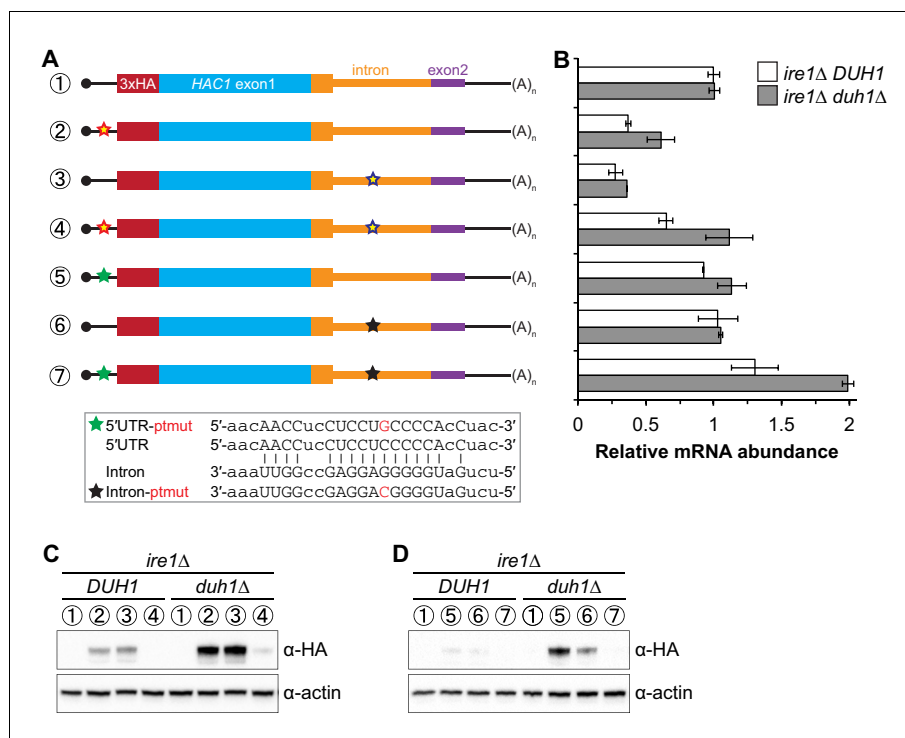 A
B
intron
exon2
① 3xHA HAC1 exon1 (A)n
② (A)n
③ (A)n
④ (A)n
⑤ (A)n
⑥ (A)n
⑦ (A)n
ire1Δ DUH1
ire1Δ duh1Δ
0 0.5 1 1.5 2
Relative mRNA abundance
5′UTR-ptmut 5′-aacAACCucCUCCUGCCCCAcCuac-3′
5′UTR 5′-aacAACCucCUCCUCCCCCAcCuac-3′
Intron 3′-aaaUUGGccGAGGAGGGGGUaGucu-5′
Intron-ptmut 3′-aaaUUGGccGAGGACGGGGUaGucu-5′
C
ire1Δ
DUH1 duh1Δ
① ② ③ ④ ① ② ③ ④
α-HA
α-actin
D
ire1Δ
DUH1 duh1Δ
① ⑤ ⑥ ⑦ ① ⑤ ⑥ ⑦
α-HA
α-actin